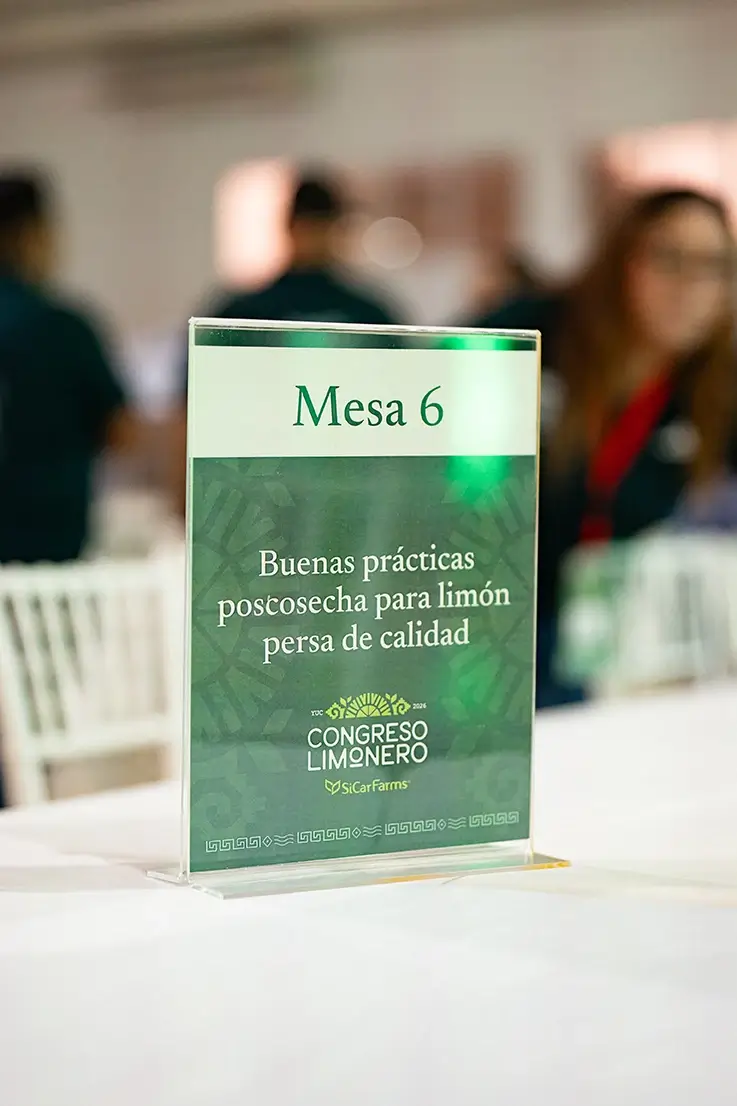 Mesa 6
Buenas prácticas
poscosecha para limón
persa de calidad
YUC 2026
CONGRESO
LIMONERO
SiCarFarms